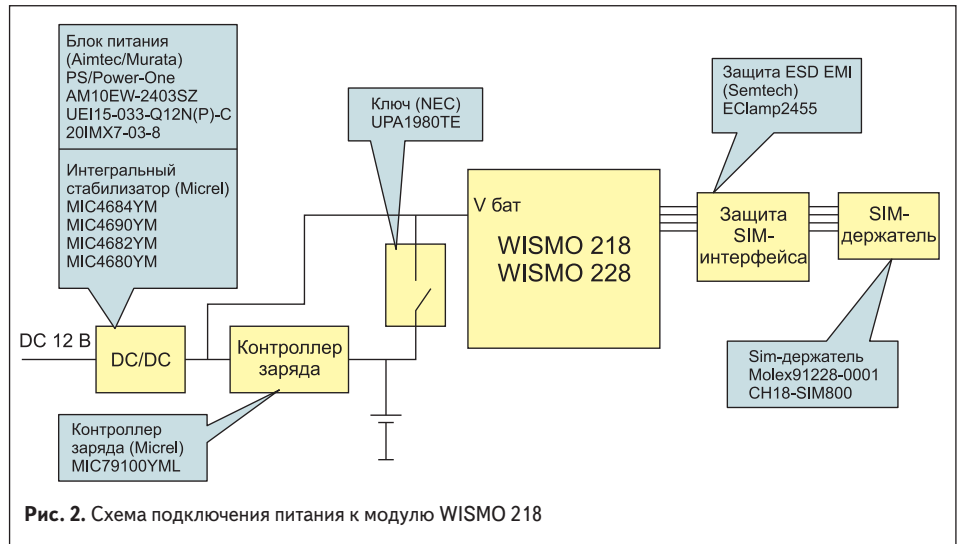 Блок питания
(Aimtec/Murata)
PS/Power-One
AM10EW-2403SZ
UEI15-033-Q12N(P)-C
20IMX7-03-8
Интегральный
стабилизатор (Micrel)
MIC4684YM
MIC4690YM
MIC4682YM
MIC4680YM
Ключ (NEC)
UPA1980TE
Защита ESD EMI
(Semtech)
EClamp2455
V бат
WISMO 218
WISMO 228
Защита
SIM-
интерфейса
SIM-
держатель
DC 12 В
DC/DC
Контроллер
заряда
Sim-держатель
Molex91228-0001
CH18-SIM800
Контроллер
заряда (Micrel)
MIC79100YML
Рис. 2. Схема подключения питания к модулю WISMO 218